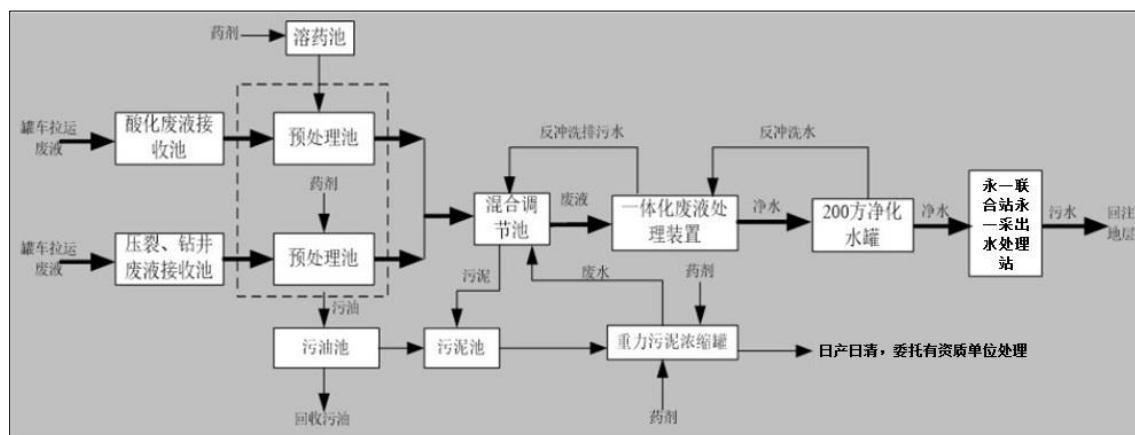 药剂
溶药池
罐车拉运
废液
酸化废液接
收池
预处理池
药剂
罐车拉运
废液
压裂、钻井
废液接收池
预处理池
反冲洗排污水
反冲洗水
混合调
节池
废液
一体化废液处
理装置
净水
200方净化
水罐
净水
永一联
合站永
一采出
水处理
站
污水
回注
地层
污油
污泥
废水
药剂
污油池
污泥池
重力污泥浓缩罐
日产日清，委托有资质单位处理
回收污油
药剂